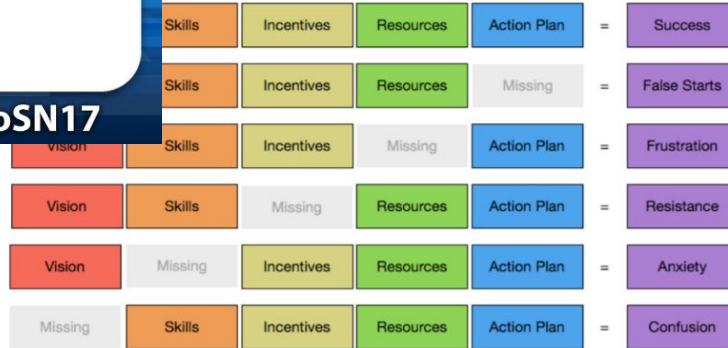 Skills Incentives Resources Action Plan = Success
Skills Incentives Resources Missing = False Starts
oSN17
Vision Skills Incentives Missing Action Plan = Frustration
Vision Skills Missing Resources Action Plan = Resistance
Vision Missing Incentives Resources Action Plan = Anxiety
Missing Skills Incentives Resources Action Plan = Confusion